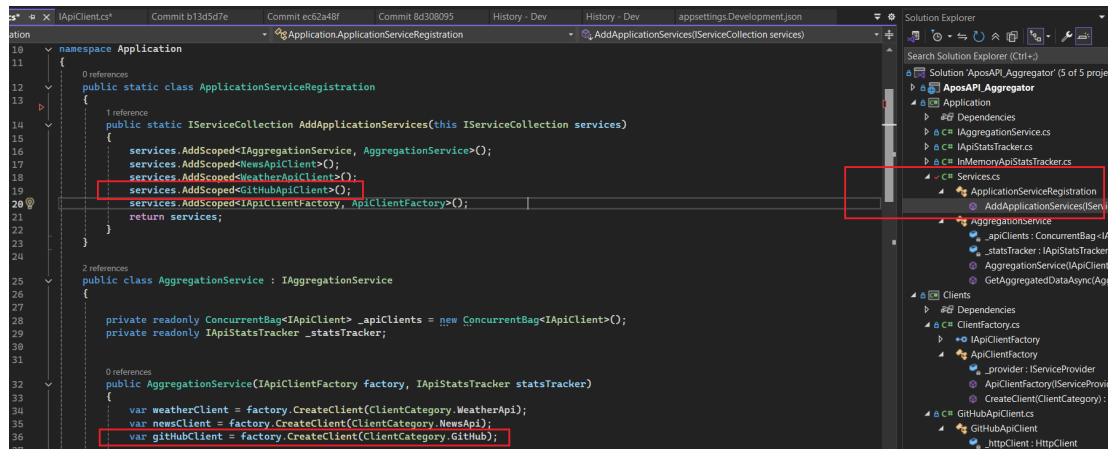 cs*
IApiClient.cs*
Commit b13d5d7e
Commit ec62a48f
Commit 8d308095
History - Dev
History - Dev
appsettings.Development.json
Solution Explorer
ation
Application.ApplicationServiceRegistration
AddApplicationServices(IServiceCollection services)
Search Solution Explorer (Ctrl+;)
10 namespace Application
11 {
0 references
12 public static class ApplicationServiceRegistration
13 {
1 reference
14 public static IServiceCollection AddApplicationServices(this IServiceCollection services)
15 {
16 services.AddScoped<IAggregationService, AggregationService>();
17 services.AddScoped<NewsApiClient>();
18 services.AddScoped<WeatherApiClient>();
19 services.AddScoped<GitHubApiClient>();
20 services.AddScoped<IApiClientFactory, ApiClientFactory>();
21 return services;
22 }
23 }
24
2 references
25 public class AggregationService : IAggregationService
26 {
27
28 private readonly ConcurrentBag<IApiClient> _apiClients = new ConcurrentBag<IApiClient>();
29 private readonly IApiStatsTracker _statsTracker;
30
31
0 references
32 public AggregationService(IApiClientFactory factory, IApiStatsTracker statsTracker)
33 {
34 var weatherClient = factory.CreateClient(ClientCategory.WeatherApi);
35 var newsClient = factory.CreateClient(ClientCategory.NewsApi);
36 var gitHubClient = factory.CreateClient(ClientCategory.GitHub);
Solution 'AposAPI_Aggregator' (5 of 5 proje
AposAPI_Aggregator
C# Application
Dependencies
C# IAggregationService.cs
C# IApiStatsTracker.cs
C# InMemoryApiStatsTracker.cs
C# Services.cs
ApplicationServiceRegistration
AddApplicationServices(IServi
AggregationService
_apiClients : ConcurrentBag<IA
_statsTracker : IApiStatsTracker
AggregationService(IApiClient
GetAggregatedDataAsync(Agg
C# Clients
Dependencies
C# ClientFactory.cs
IApiClientFactory
ApiClientFactory
_provider : IServiceProvider
ApiClientFactory(IServiceProvi
CreateClient(ClientCategory) :
C# GitHubApiClient.cs
GitHubApiClient
_httpClient : HttpClient